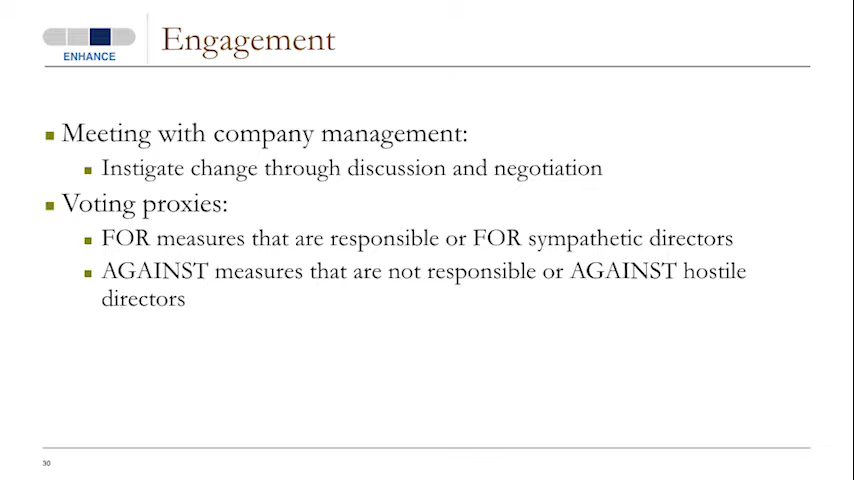 Engagement
ENHANCE
Meeting with company management:
Instigate change through discussion and negotiation
Voting proxies:
FOR measures that are responsible or FOR sympathetic directors
AGAINST measures that are not responsible or AGAINST hostile
directors
30